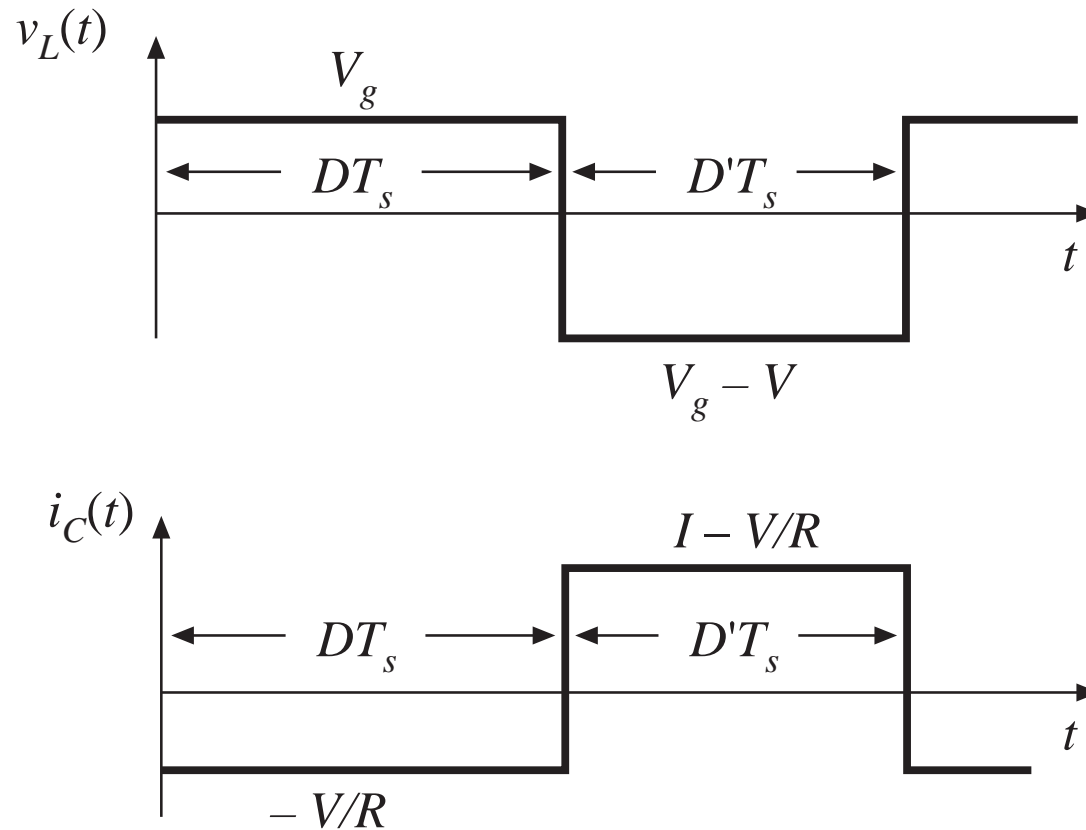 v_L(t)
V_g
DT_s D'T_s
t
V_g – V
i_C(t)
I – V/R
DT_s D'T_s
t
– V/R